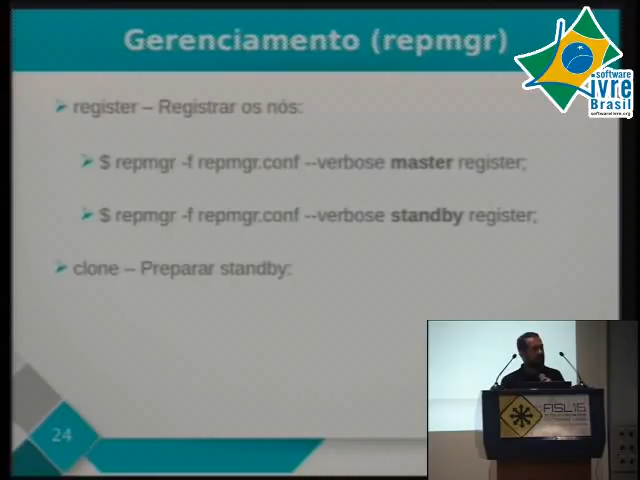 Gerenciamento (repmgr)
software
livre
Brasil
softwarelivre.org
register – Registrar os nós:
$ repmgr -f repmgr.conf --verbose master register;
$ repmgr -f repmgr.conf --verbose standby register;
clone – Preparar standby:
24
FISL16